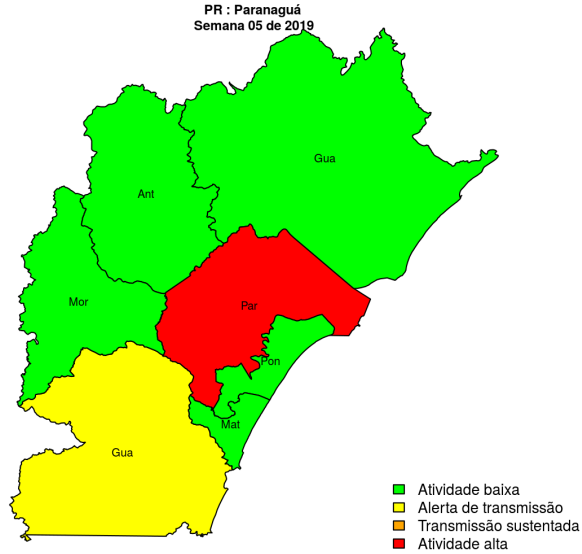 PR : Paranaguá
Semana 05 de 2019
Gua
Ant
Mor
Par
Pon
Mat
Gua
Atividade baixa
Alerta de transmissão
Transmissão sustentada
Atividade alta